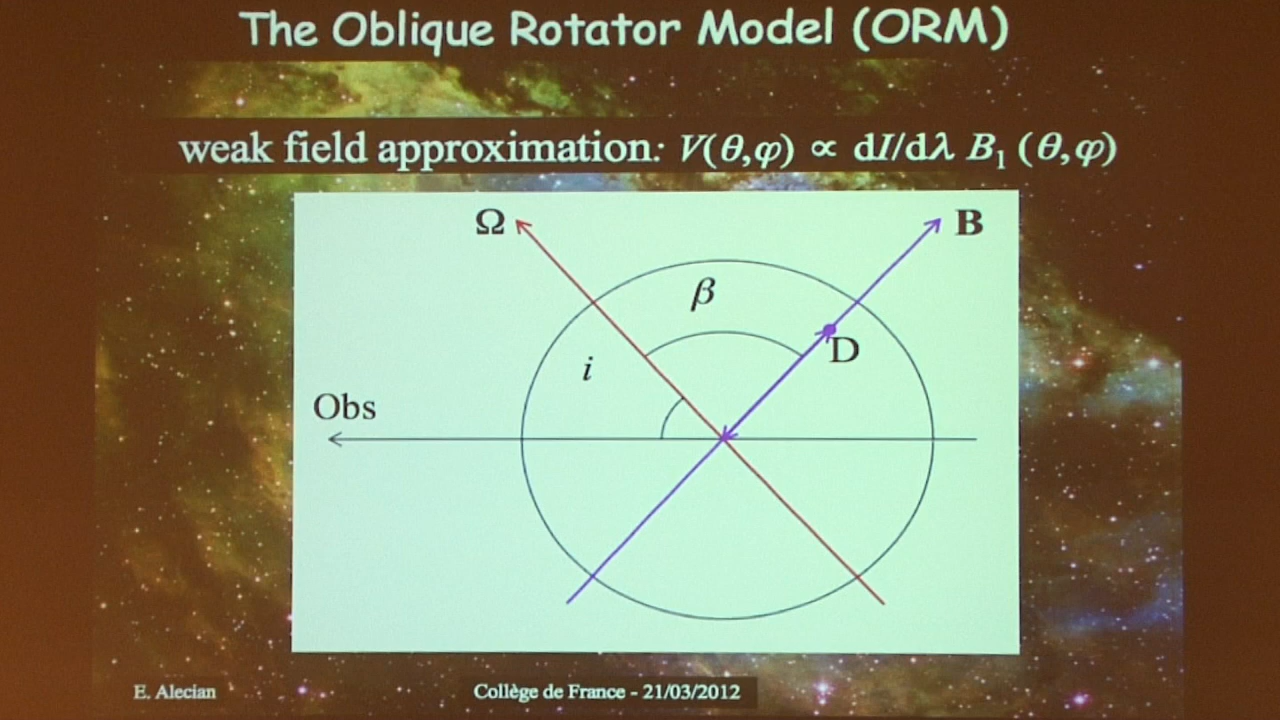 The Oblique Rotator Model (ORM)
weak field approximation: V(θ,φ) ∝ dI/dλ B₁ (θ,φ)
Ω
B
β
D
i
Obs
E. Alecian
Collège de France - 21/03/2012